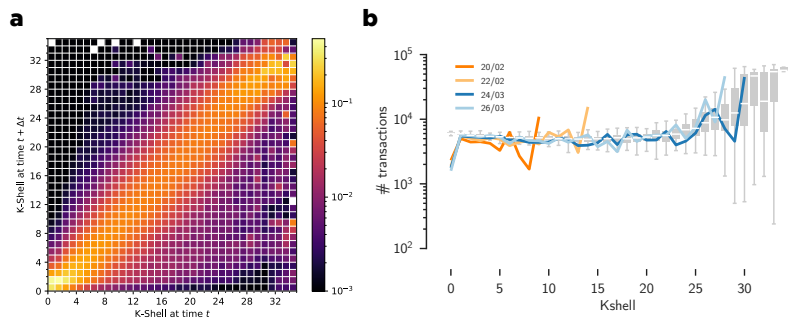 a
b
K-Shell at time t + Δt
32
28
24
20
16
12
8
4
0
0 4 8 12 16 20 24 28 32
K-Shell at time t
10⁻¹
10⁻²
10⁻³
# transactions
10⁵
10⁴
10³
10²
20/02
22/02
24/03
26/03
0 5 10 15 20 25 30
Kshell